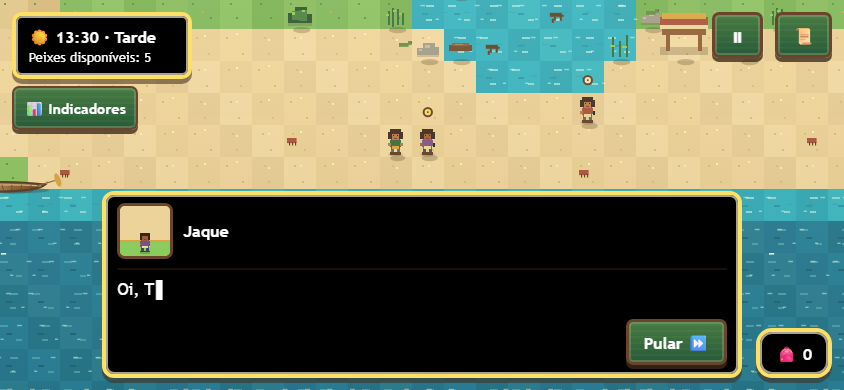 13:30 · Tarde
Peixes disponíveis: 5
Indicadores
Jaque
Oi, T
Pular
0